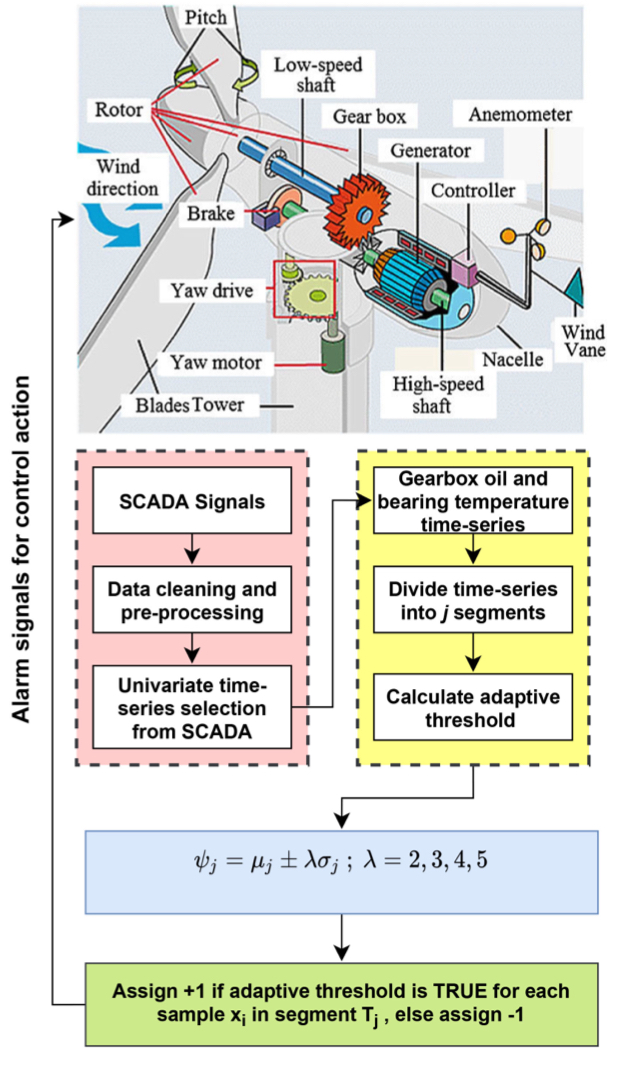 Pitch
Low-speed
shaft
Rotor
Gear box
Anemometer
Generator
Wind
direction
Controller
Brake
Yaw drive
Wind
Vane
Yaw motor
Nacelle
High-speed
shaft
Blades Tower
Alarm signals for control action
SCADA Signals
Data cleaning and
pre-processing
Univariate time-
series selection
from SCADA
Gearbox oil and
bearing temperature
time-series
Divide time-series
into j segments
Calculate adaptive
threshold
ψj = μj ± λσj ; λ = 2, 3, 4, 5
Assign +1 if adaptive threshold is TRUE for each
sample xi in segment Tj , else assign -1